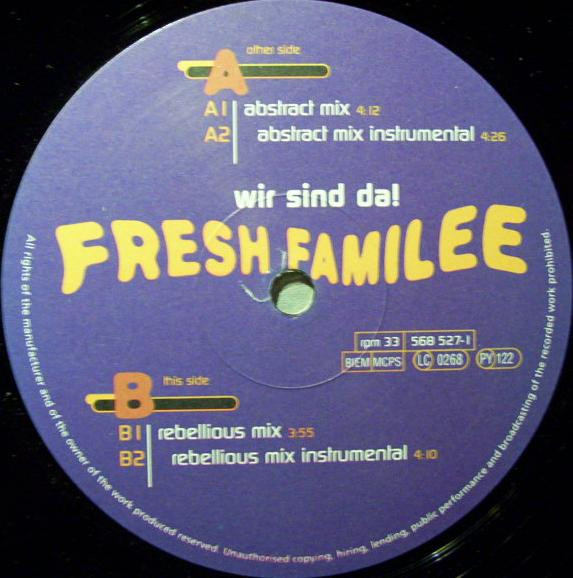 A other side
A1 abstract mix 4:12
A2 abstract mix instrumental 4:26
wir sind da!
FRESH FAMILEE
rpm 33 568 527-1
BIEM MCPS LC 0268 PY 122
B this side
B1 rebellious mix 3:55
B2 rebellious mix instrumental 4:10
All rights of the manufacturer and of the owner of the work produced reserved. Unauthorised copying, hiring, lending, public performance and broadcasting of the recorded work prohibited.